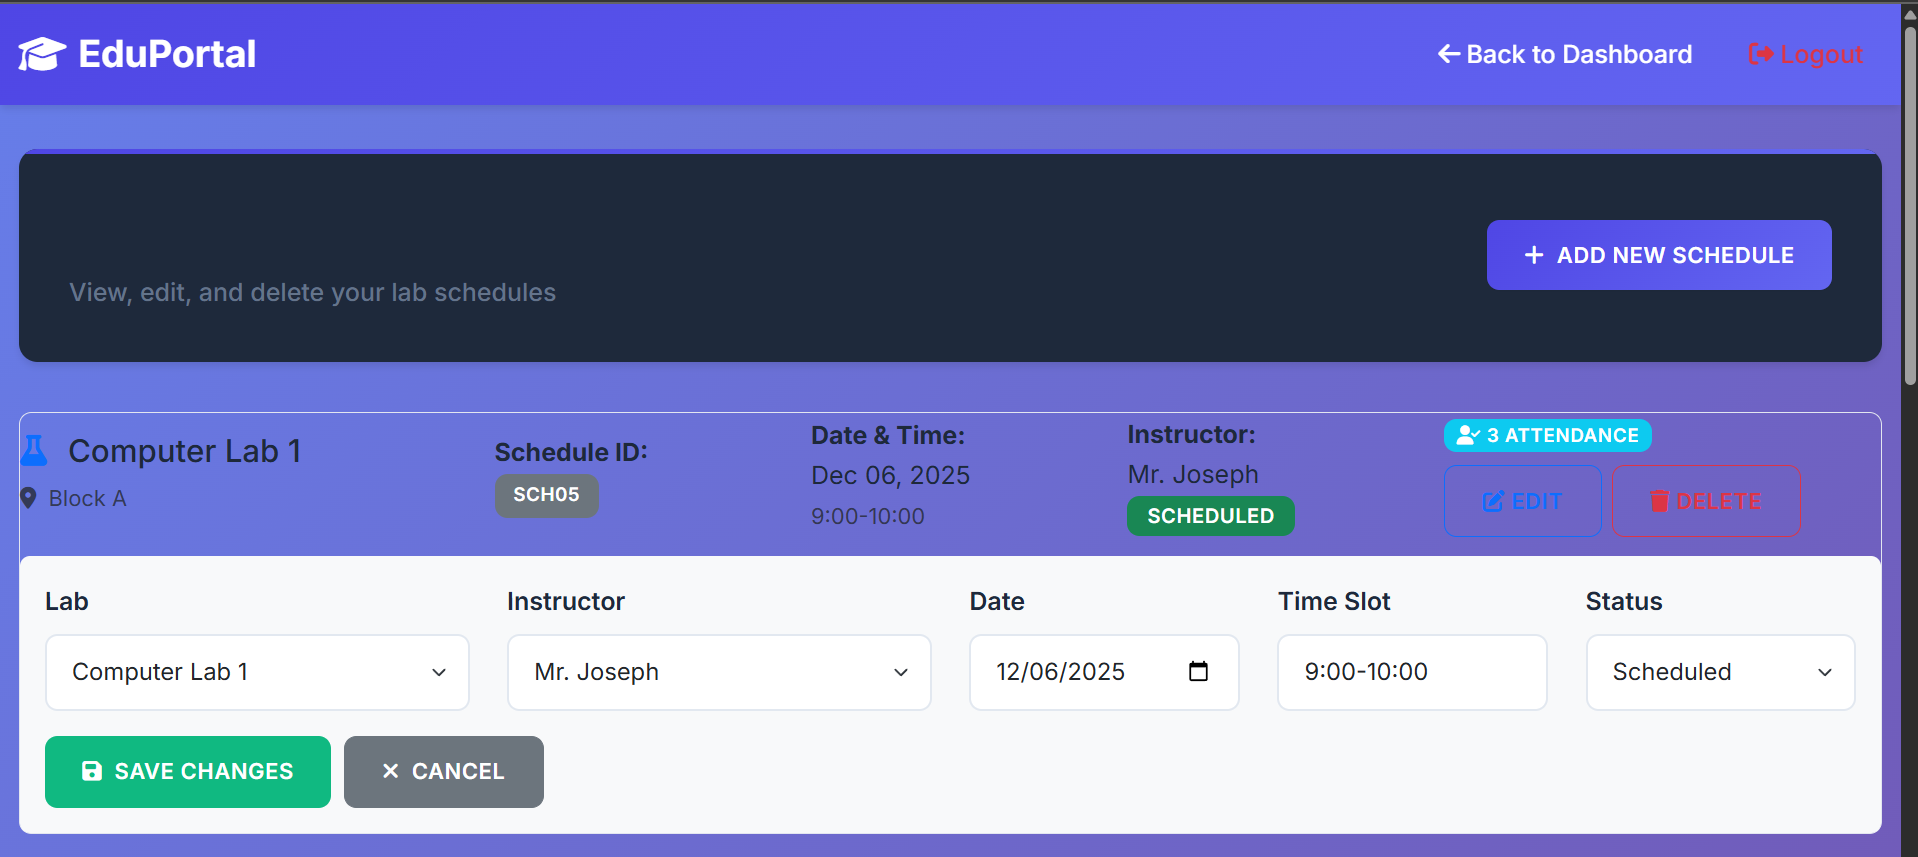 EduPortal
Back to Dashboard
Logout
View, edit, and delete your lab schedules
ADD NEW SCHEDULE
Computer Lab 1
Block A
Schedule ID:
SCH05
Date & Time:
Dec 06, 2025
9:00-10:00
Instructor:
Mr. Joseph
SCHEDULED
3 ATTENDANCE
EDIT
DELETE
Lab
Computer Lab 1
Instructor
Mr. Joseph
Date
12/06/2025
Time Slot
9:00-10:00
Status
Scheduled
SAVE CHANGES
CANCEL